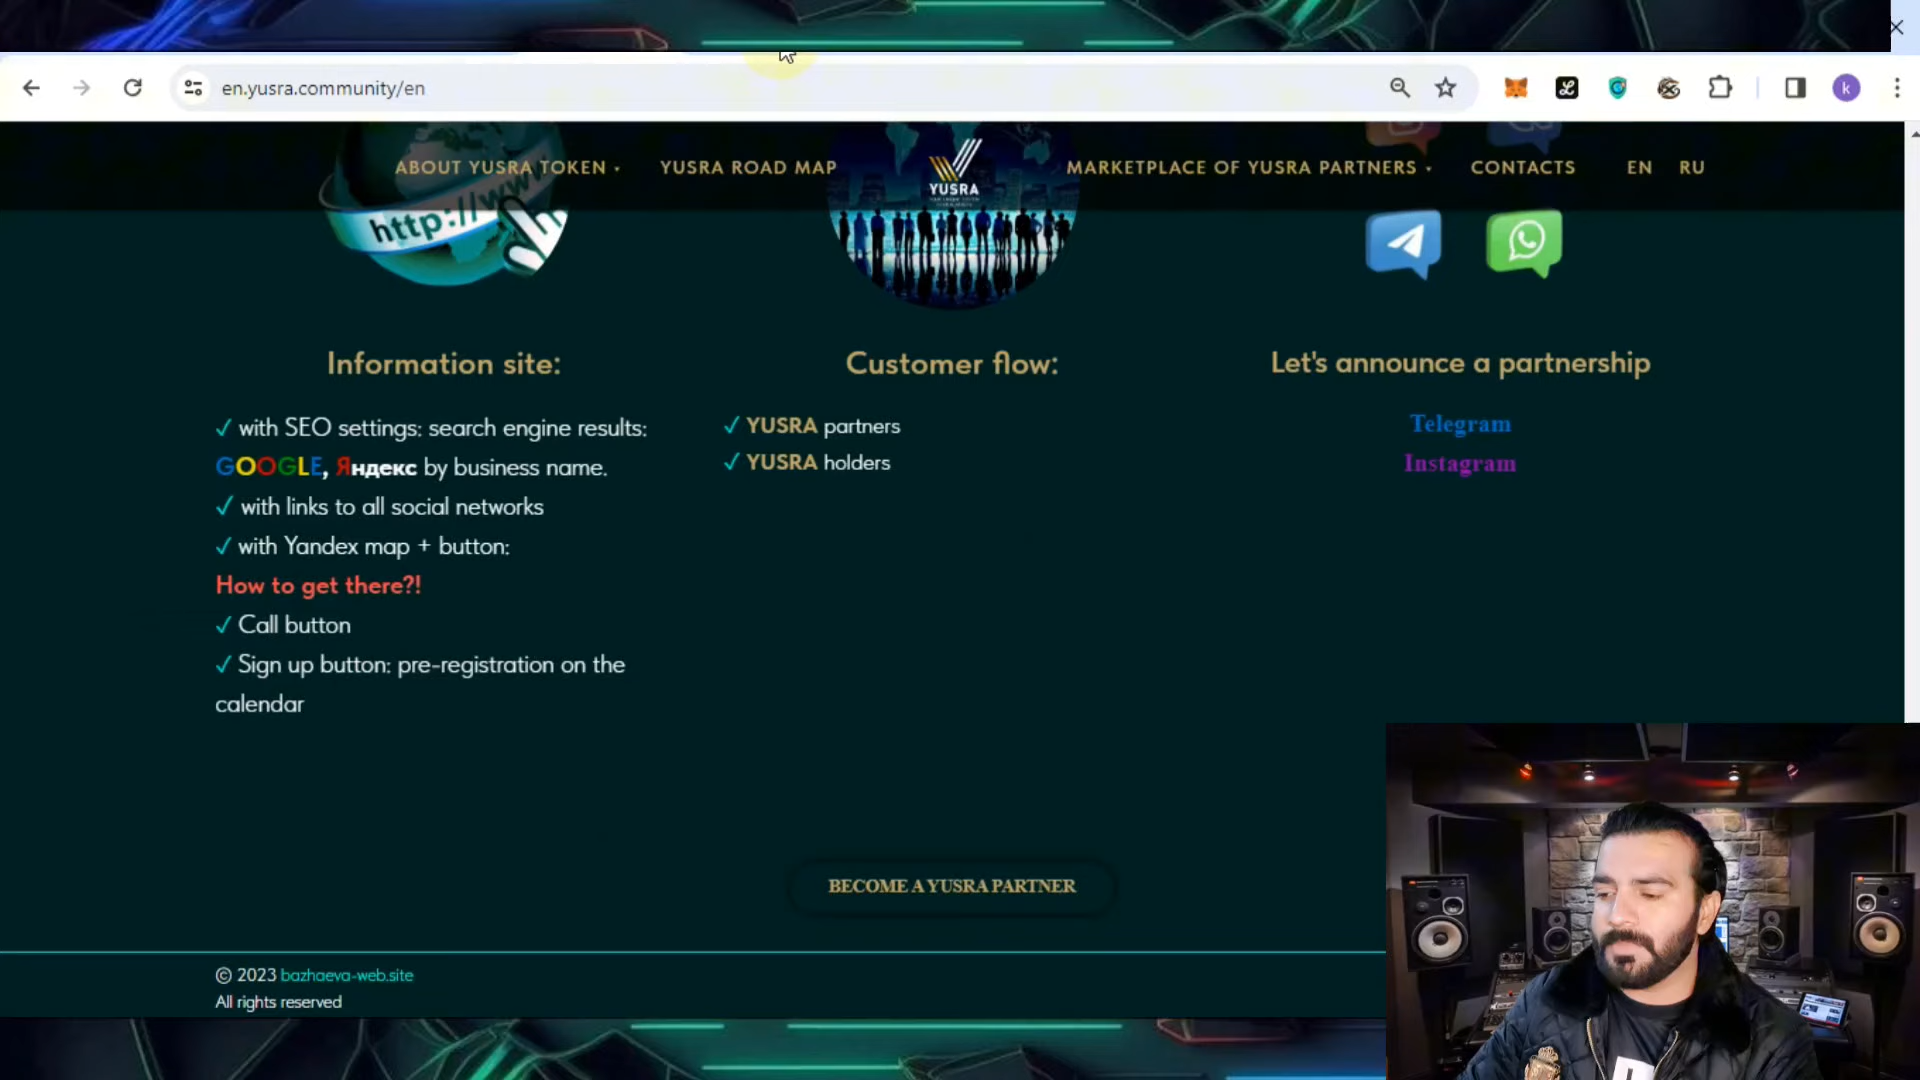 en.yusra.community/en
k
ABOUT YUSRA TOKEN
YUSRA ROAD MAP
YUSRA
MARKETPLACE OF YUSRA PARTNERS
CONTACTS
EN
RU
http://ww
Information site:
✓ with SEO settings: search engine results:
GOOGLE, Яндекс by business name.
✓ with links to all social networks
✓ with Yandex map + button:
How to get there?!
✓ Call button
✓ Sign up button: pre-registration on the
calendar
Customer flow:
✓ YUSRA partners
✓ YUSRA holders
Let's announce a partnership
Telegram
Instagram
BECOME A YUSRA PARTNER
© 2023 bazhaeva-web.site
All rights reserved